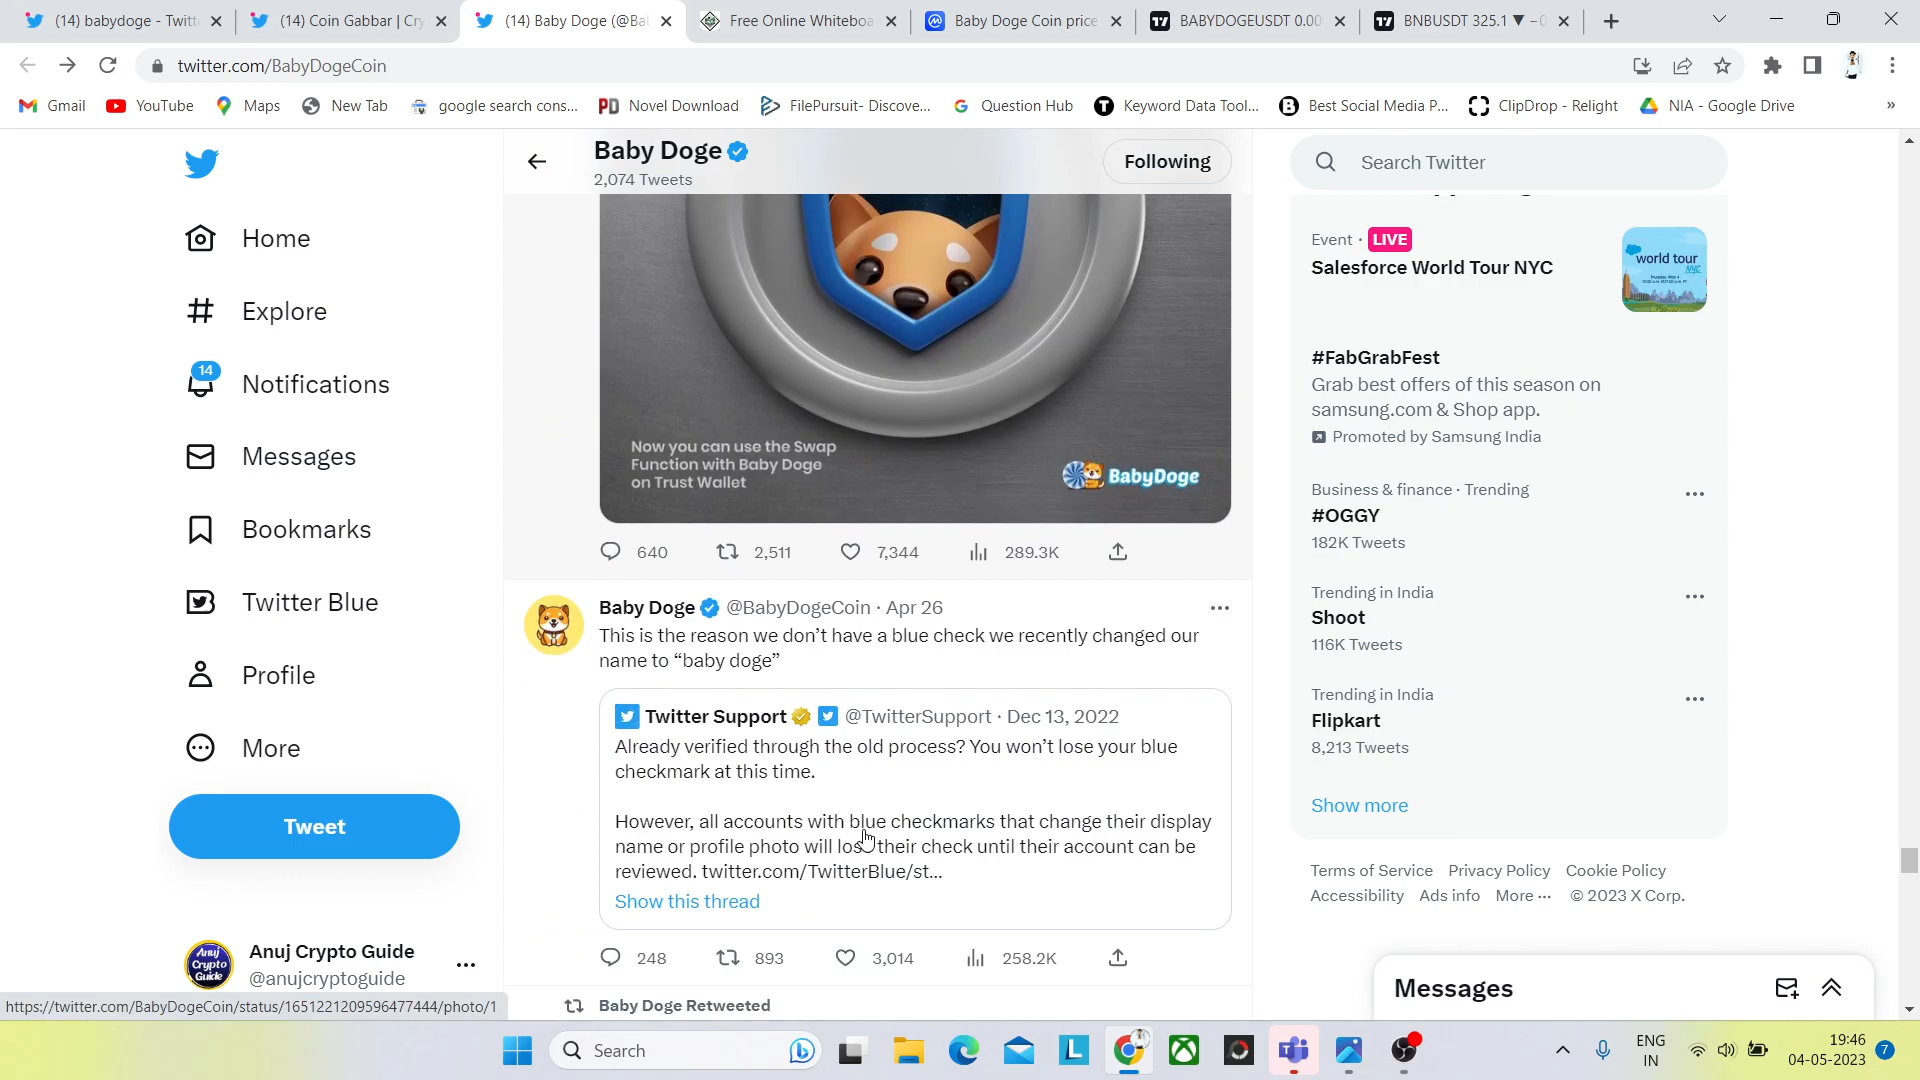 (14) babydoge - Twitt
(14) Coin Gabbar | Cry
(14) Baby Doge (@Bal
Free Online Whiteboa
Baby Doge Coin price
BABYDOGEUSDT 0.00
BNBUSDT 325.1 ▼ −0
twitter.com/BabyDogeCoin
Gmail
YouTube
Maps
New Tab
google search cons...
Novel Download
FilePursuit- Discove...
Question Hub
Keyword Data Tool...
Best Social Media P...
ClipDrop - Relight
NIA - Google Drive
»
Home
Explore
14
Notifications
Messages
Bookmarks
Twitter Blue
Profile
More
Tweet
Anuj Crypto Guide
@anujcryptoguide
Anuj
Crypto
Guide
https://twitter.com/BabyDogeCoin/status/1651221209596477444/photo/1
Baby Doge
2,074 Tweets
Following
Now you can use the Swap
Function with Baby Doge
on Trust Wallet
BabyDoge
640 2,511 7,344 289.3K
Baby Doge @BabyDogeCoin · Apr 26
This is the reason we don’t have a blue check we recently changed our
name to “baby doge”
Twitter Support @TwitterSupport · Dec 13, 2022
Already verified through the old process? You won’t lose your blue
checkmark at this time.
However, all accounts with blue checkmarks that change their display
name or profile photo will lose their check until their account can be
reviewed. twitter.com/TwitterBlue/st...
Show this thread
248 893 3,014 258.2K
Baby Doge Retweeted
Search Twitter
Event · LIVE
Salesforce World Tour NYC
world tour
NYC
#FabGrabFest
Grab best offers of this season on
samsung.com & Shop app.
Promoted by Samsung India
Business & finance · Trending
#OGGY
182K Tweets
Trending in India
Shoot
116K Tweets
Trending in India
Flipkart
8,213 Tweets
Show more
Terms of Service Privacy Policy Cookie Policy
Accessibility Ads info More ··· © 2023 X Corp.
Messages
Search
ENG
IN
19:46
04-05-2023
7